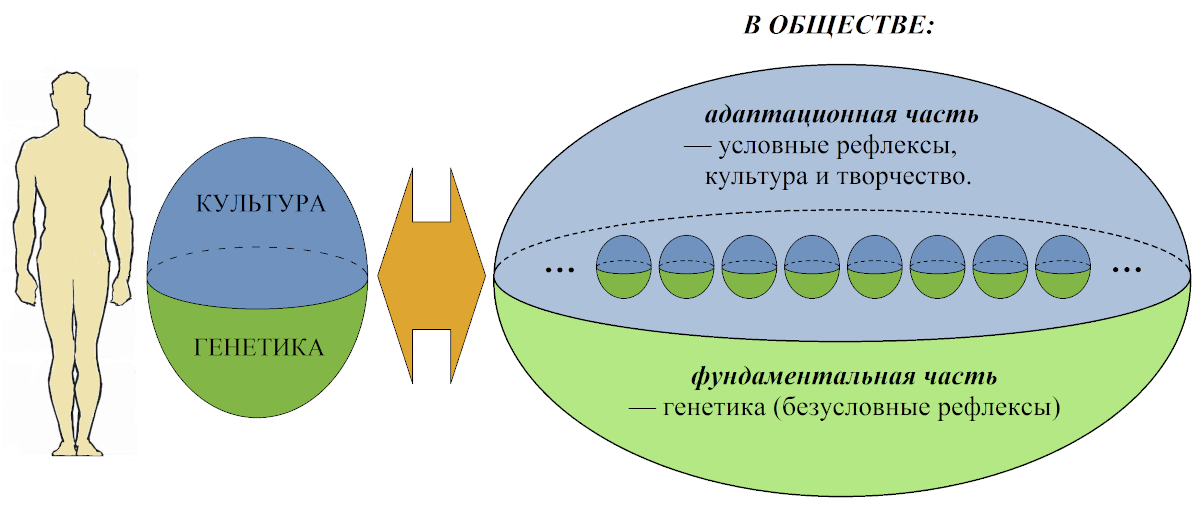 В ОБЩЕСТВЕ:
адаптационная часть
— условные рефлексы,
культура и творчество.
КУЛЬТУРА
... ...
ГЕНЕТИКА
фундаментальная часть
— генетика (безусловные рефлексы)